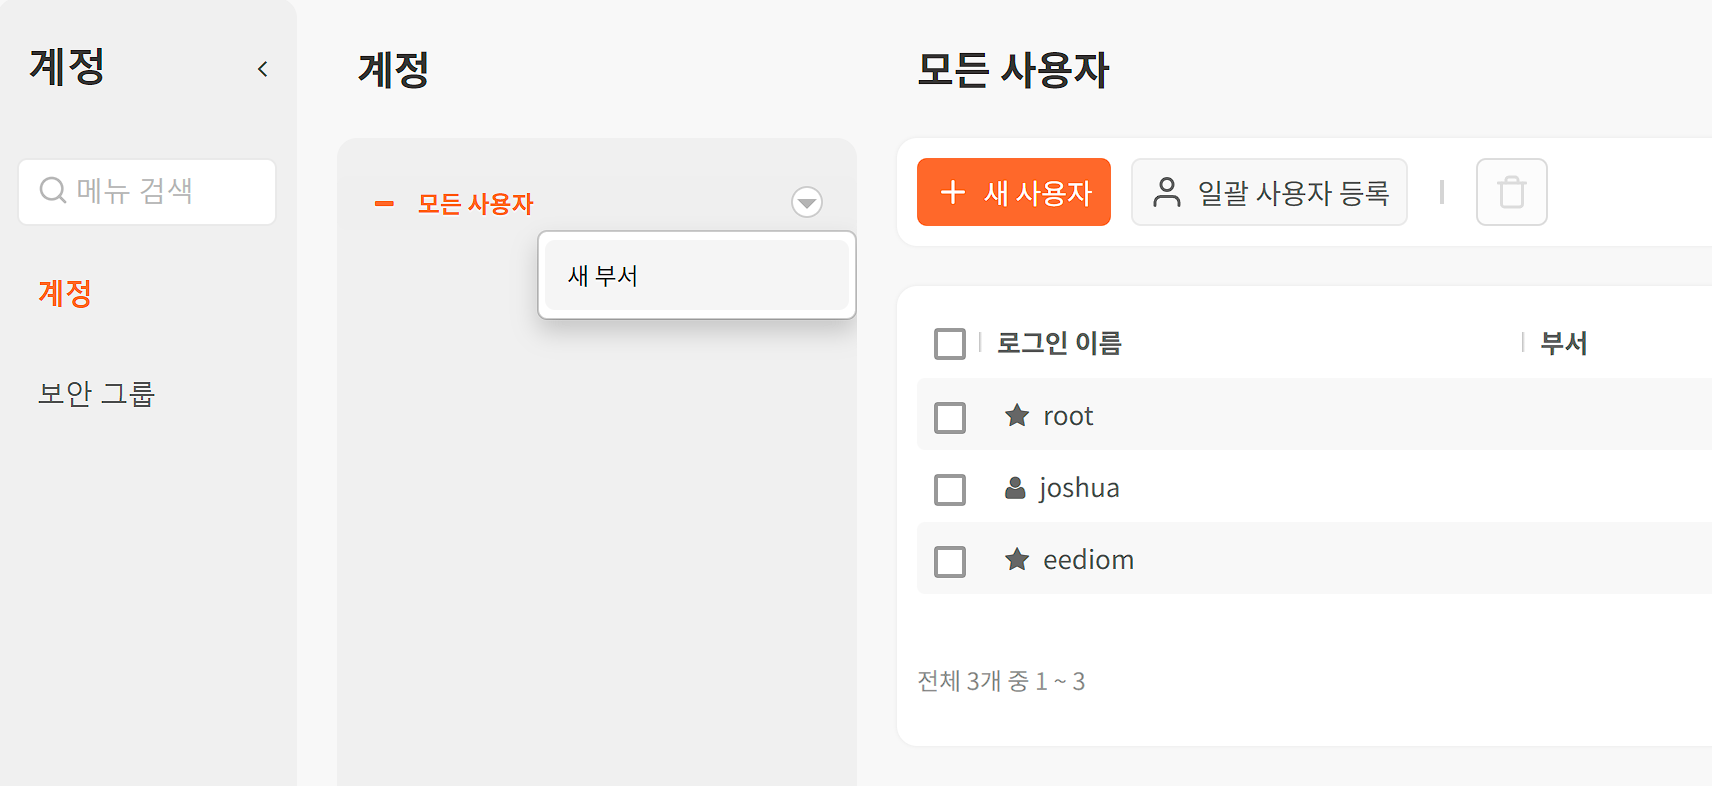 계정
메뉴 검색
계정
보안 그룹
계정
모든 사용자
새 부서
모든 사용자
새 사용자
일괄 사용자 등록
로그인 이름
부서
root
joshua
eediom
전체 3개 중 1 ~ 3